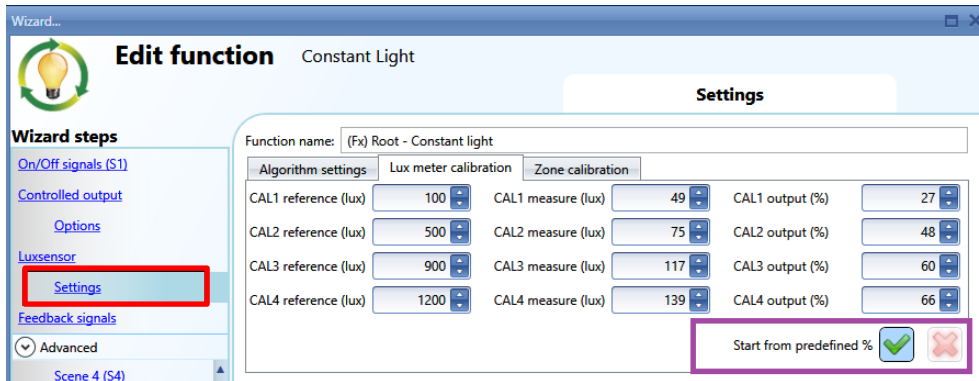 Wizard...
Edit function Constant Light
Settings
Wizard steps
On/Off signals (S1)
Controlled output
Options
Luxsensor
Settings
Feedback signals
Advanced
Scene 4 (S4)
Function name: (Fx) Root - Constant light
Algorithm settings Lux meter calibration Zone calibration
CAL1 reference (lux) 100 CAL1 measure (lux) 49 CAL1 output (%) 27
CAL2 reference (lux) 500 CAL2 measure (lux) 75 CAL2 output (%) 48
CAL3 reference (lux) 900 CAL3 measure (lux) 117 CAL3 output (%) 60
CAL4 reference (lux) 1200 CAL4 measure (lux) 139 CAL4 output (%) 66
Start from predefined %